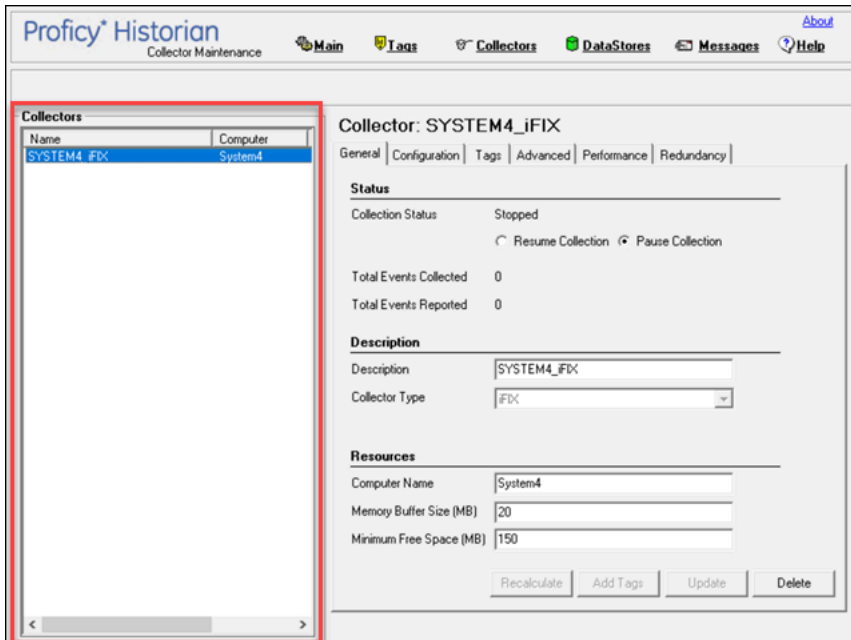 Proficy* Historian
Collector Maintenance
Main
Tags
Collectors
DataStores
Messages
About
Help
Collectors
Name Computer
SYSTEM4_iFIX System4
Collector: SYSTEM4_iFIX
General Configuration Tags Advanced Performance Redundancy
Status
Collection Status Stopped
Resume Collection Pause Collection
Total Events Collected 0
Total Events Reported 0
Description
Description SYSTEM4_iFIX
Collector Type iFIX
Resources
Computer Name System4
Memory Buffer Size (MB) 20
Minimum Free Space (MB) 150
Recalculate Add Tags Update Delete